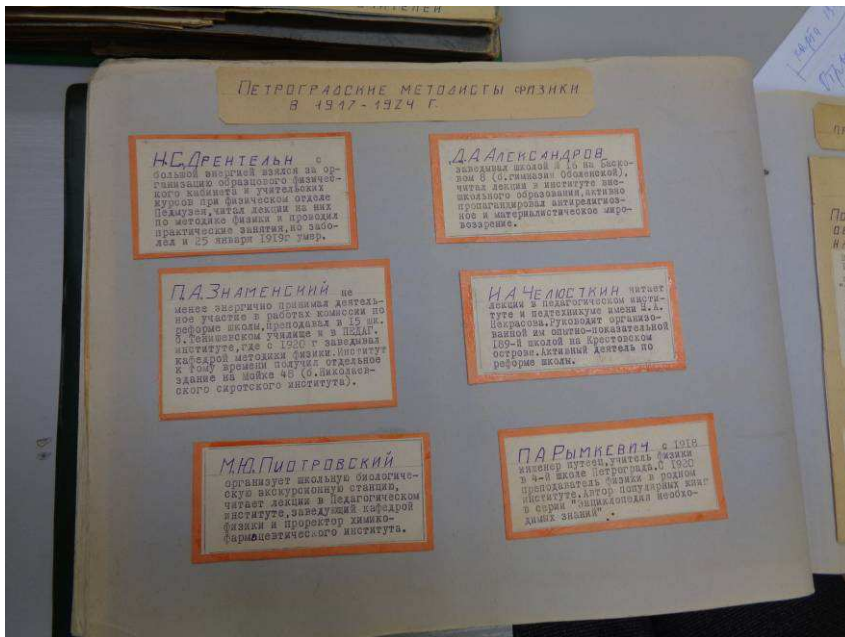 ПЕТРОГРАДСКИЕ МЕТОДИСТЫ ФИЗИКИ
В 1917-1924 Г.
Н.С.ДРЕНТЕЛЬН с
большой энергией взялся за ор-
ганизацию образцового физичес-
кого кабинета и учительских
курсов при физическом отделе
Педмузея,читал лекции на них
по методике физики и проводил
практические занятия,но забо-
лел и 25 января 1919г умер.
Д.А.АЛЕКСАНДРОВ
заведывал школой № 16 на Баско-
вом 8 (б.гимназия Оболенской),
читал лекции в институте вне-
школьного образования,активно
пропагандировал антирелигиоз-
ное и материалистическое миро-
воззрение.
П.А.ЗНАМЕНСКИЙ не
менее энергично принимал деятель-
ное участие в работах комиссии по
реформе школы,преподавал в 15 шк.
б.Тенишевском училище и в ПЕДАГ.
институте,где с 1920 г заведывал
кафедрой методики физики.Институт
к тому времени получил отдельное
здание на Мойке 48 (б.Николаев-
ского сиротского института).
И.А.ЧЕЛЮСТКИН читает
лекции в педагогическом инсти-
туте и педтехникуме имени
Некрасова.Руководит организо-
ванной им опытно-показательной
189-й школой на Крестовском
острове.Активный деятель по
реформе школы.
М.Ю.ПИОТРОВСКИЙ
организует школьную биологиче-
скую экскурсионную станцию,
читает лекции в Педагогическом
институте,заведующий кафедрой
физики и проректор химико-
фармацевтического института.
П.А.РЫМКЕВИЧ с 1918
инженер путеец,учитель физики
в 4-й школе Петрограда.С 1920
преподаватель физики в родном
институте.Автор популярных книг
в серии "Энциклопедия необхо-
димых знаний".